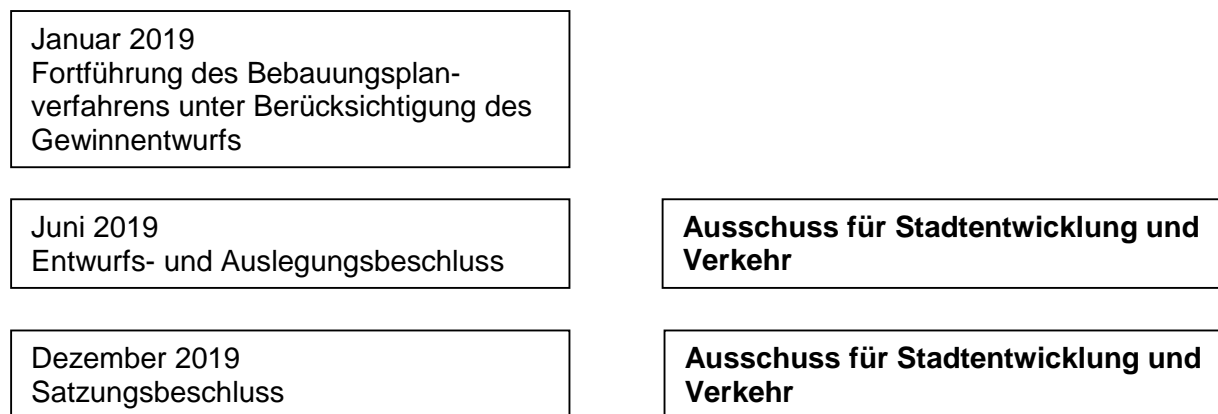 Januar 2019
Fortführung des Bebauungsplan-
verfahrens unter Berücksichtigung des
Gewinnentwurfs
Juni 2019
Entwurfs- und Auslegungsbeschluss
Ausschuss für Stadtentwicklung und
Verkehr
Dezember 2019
Satzungsbeschluss
Ausschuss für Stadtentwicklung und
Verkehr